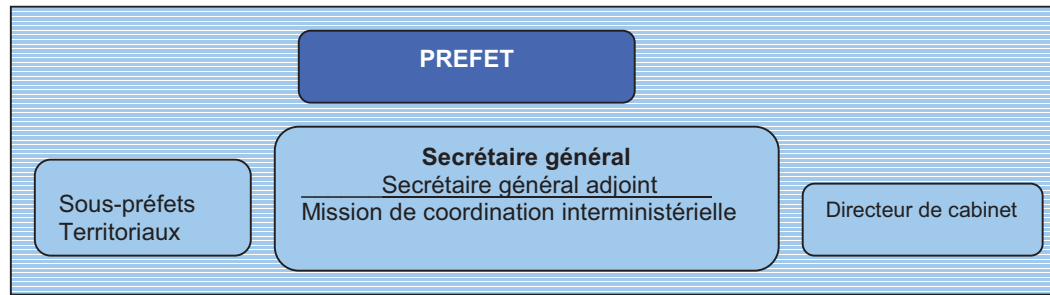 PREFET
Secrétaire général
Secrétaire général adjoint
Mission de coordination interministérielle
Sous-préfets
Territoriaux
Directeur de cabinet